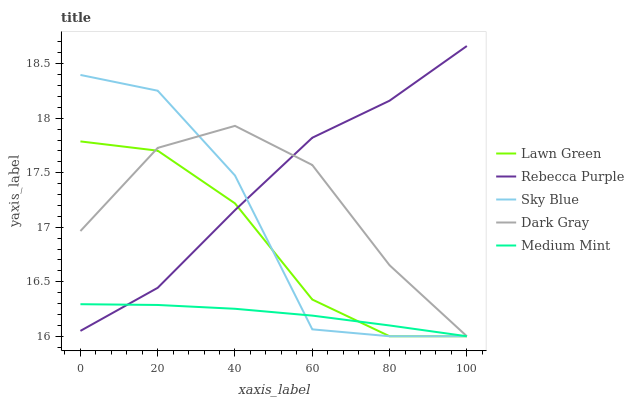 title
yaxis_label
18.5
18
17.5
17
16.5
16
0
20
40
60
80
100
xaxis_label
Lawn Green
Rebecca Purple
Sky Blue
Dark Gray
Medium Mint